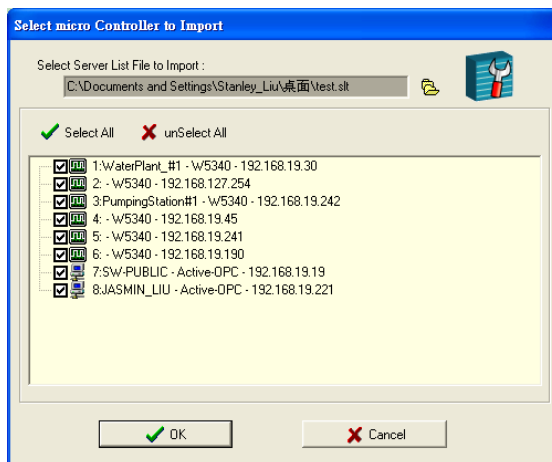 Select micro Controller to Import
Select Server List File to Import :
C:\Documents and Settings\Stanley_Liu\桌面\test.slt
Select All
unSelect All
1:WaterPlant_#1 - W5340 - 192.168.19.30
2: - W5340 - 192.168.127.254
3:PumpingStation#1 - W5340 - 192.168.19.242
4: - W5340 - 192.168.19.45
5: - W5340 - 192.168.19.241
6: - W5340 - 192.168.19.190
7:SW-PUBLIC - Active-OPC - 192.168.19.19
8:JASMIN_LIU - Active-OPC - 192.168.19.221
OK
Cancel